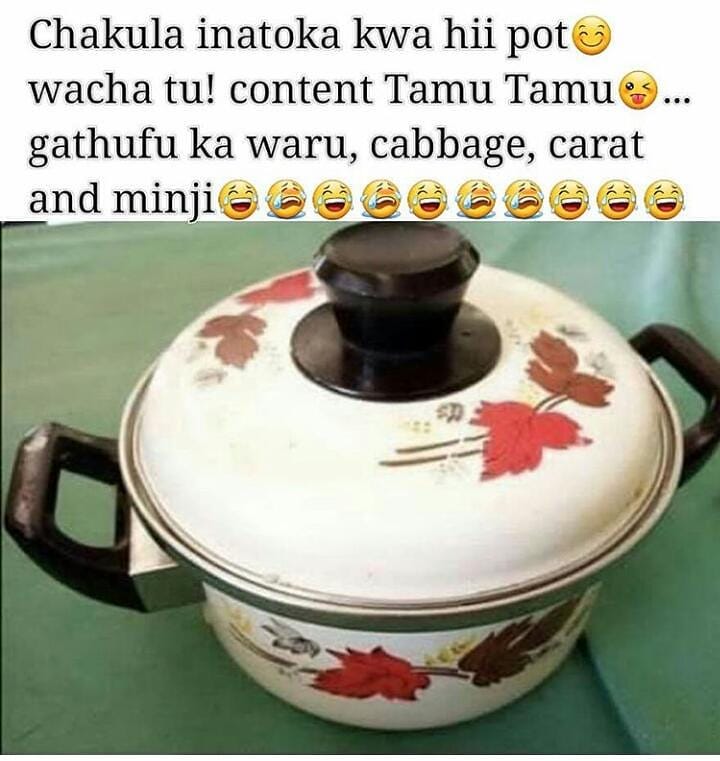 Chakula inatoka kwa hii pot😊
wacha tu! content Tamu Tamu😜...
gathufu ka waru, cabbage, carat
and minji😂😭😂😭😂😭😭😂😂😂